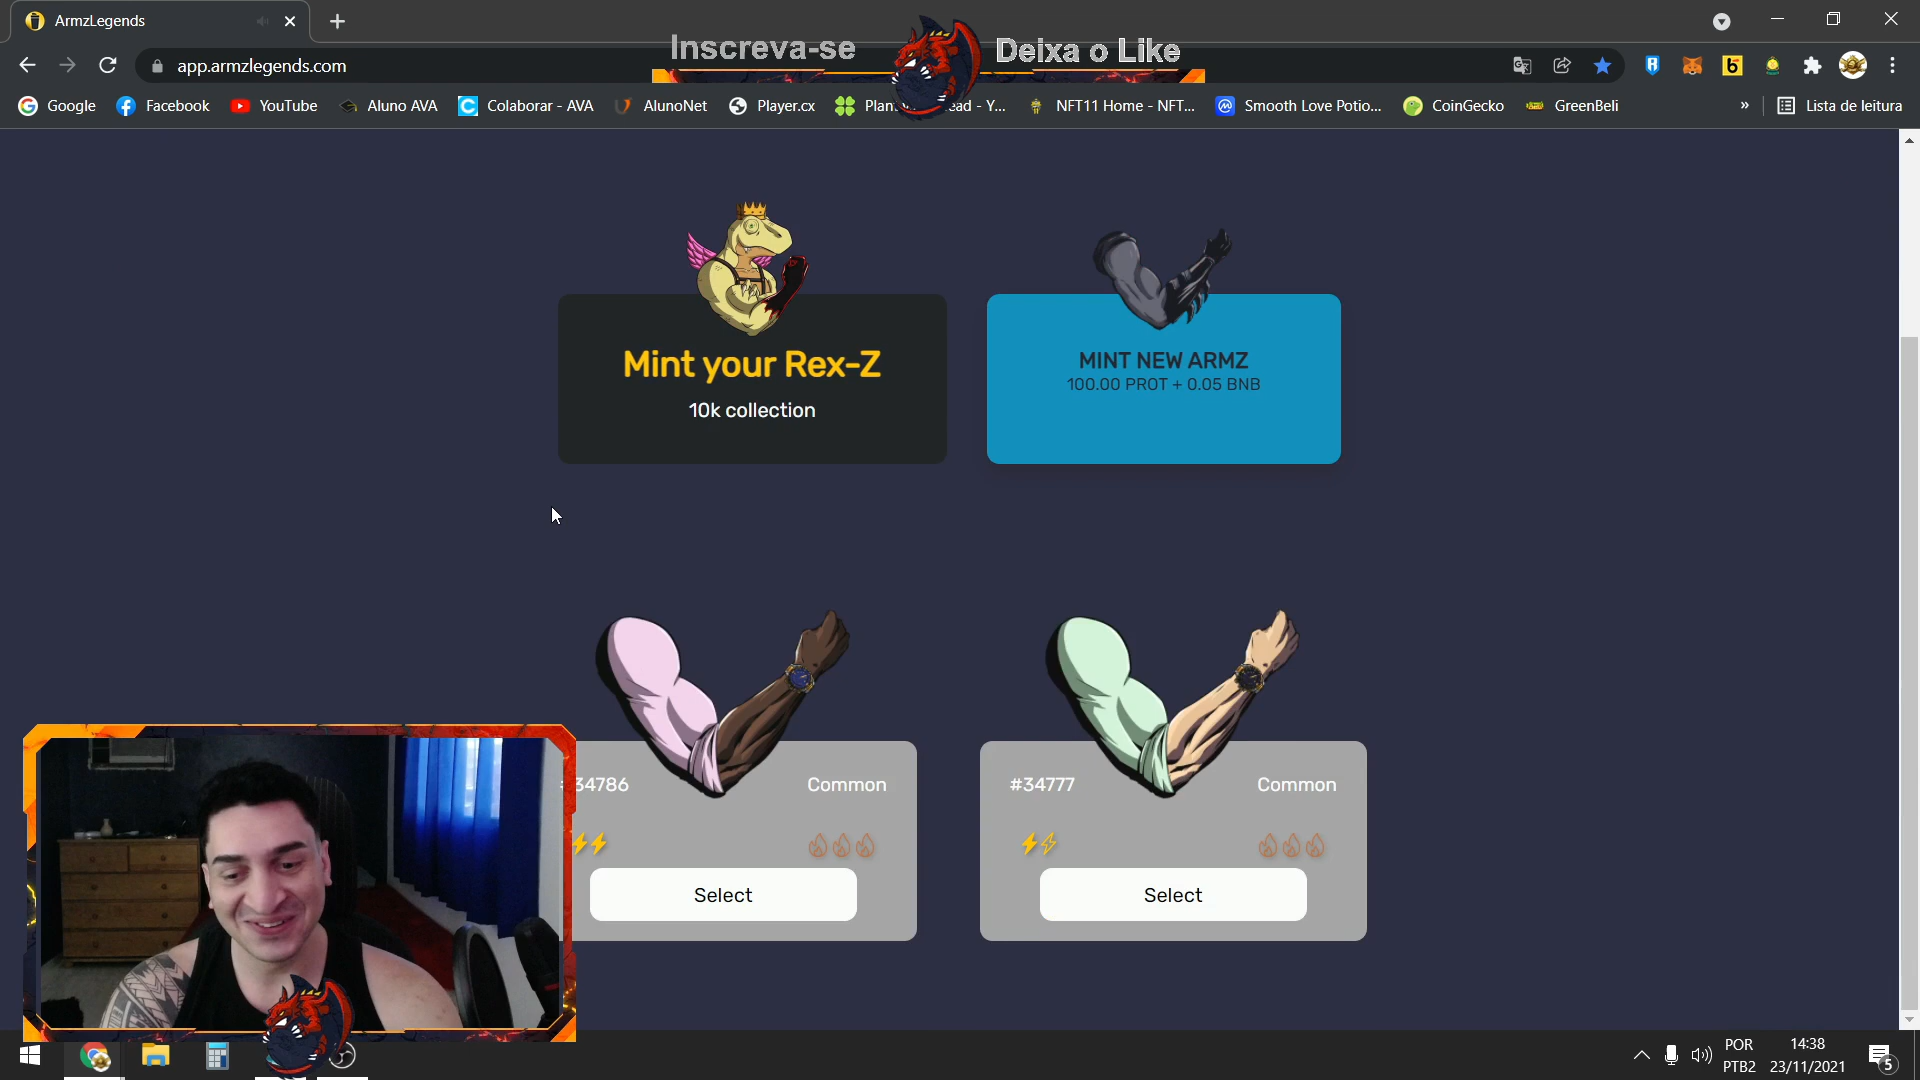 ArmzLegends
Inscreva-se
Deixa o Like
app.armzlegends.com
Google
Facebook
YouTube
Aluno AVA
Colaborar - AVA
AlunoNet
Player.cx
NFT11 Home - NFT...
Smooth Love Potio...
CoinGecko
GreenBeli
»
Lista de leitura
Mint your Rex-Z
10k collection
MINT NEW ARMZ
100.00 PROT + 0.05 BNB
34786
Common
Select
#34777
Common
Select
POR
PTB2
14:38
23/11/2021
5